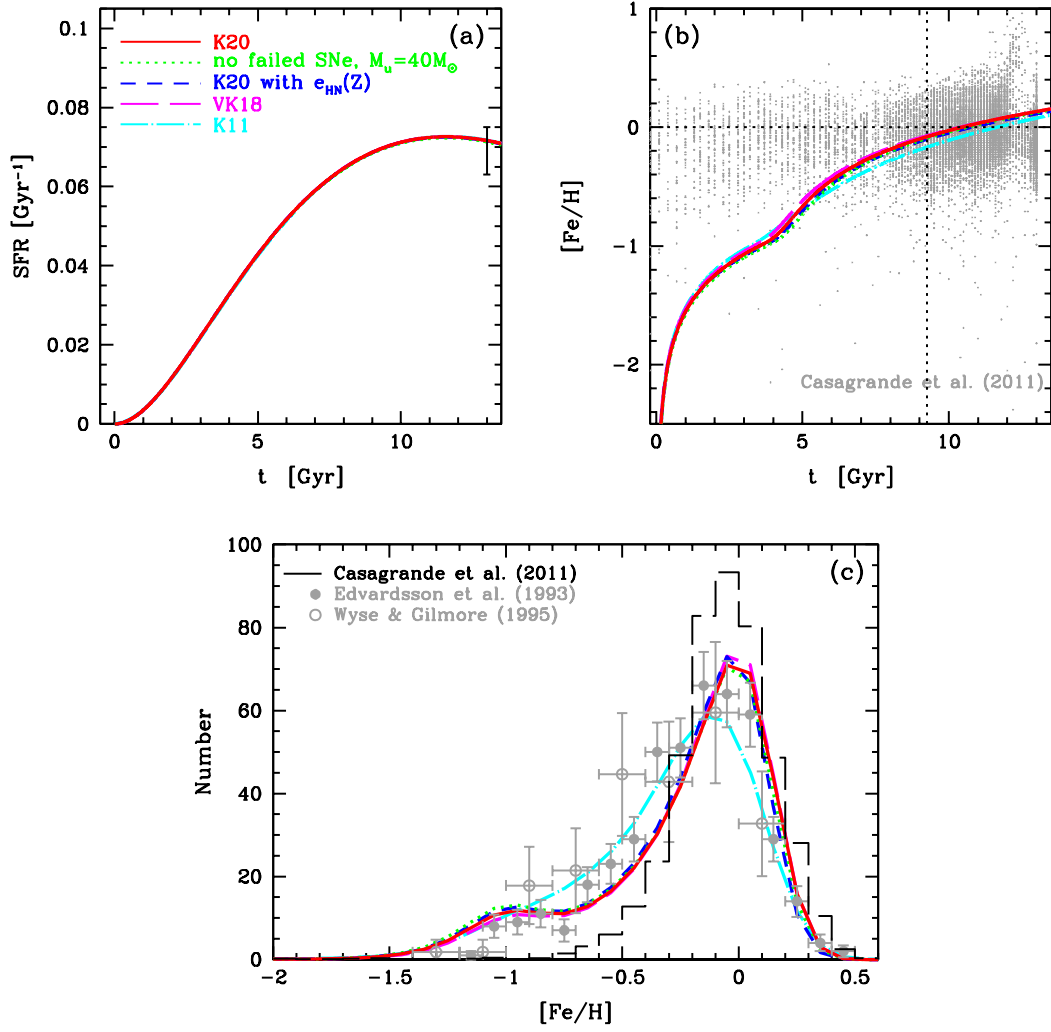 (a)
K20
no failed SNe, M_u=40M_⊙
K20 with e_HN(Z)
VK18
K11
0.1
0.08
0.06
0.04
0.02
0
SFR [Gyr⁻¹]
0
5
10
t [Gyr]
(b)
1
0
-1
-2
[Fe/H]
Casagrande et al. (2011)
0
5
10
t [Gyr]
(c)
Casagrande et al. (2011)
Edvardsson et al. (1993)
Wyse & Gilmore (1995)
100
80
60
40
20
0
Number
-2
-1.5
-1
-0.5
0
0.5
[Fe/H]